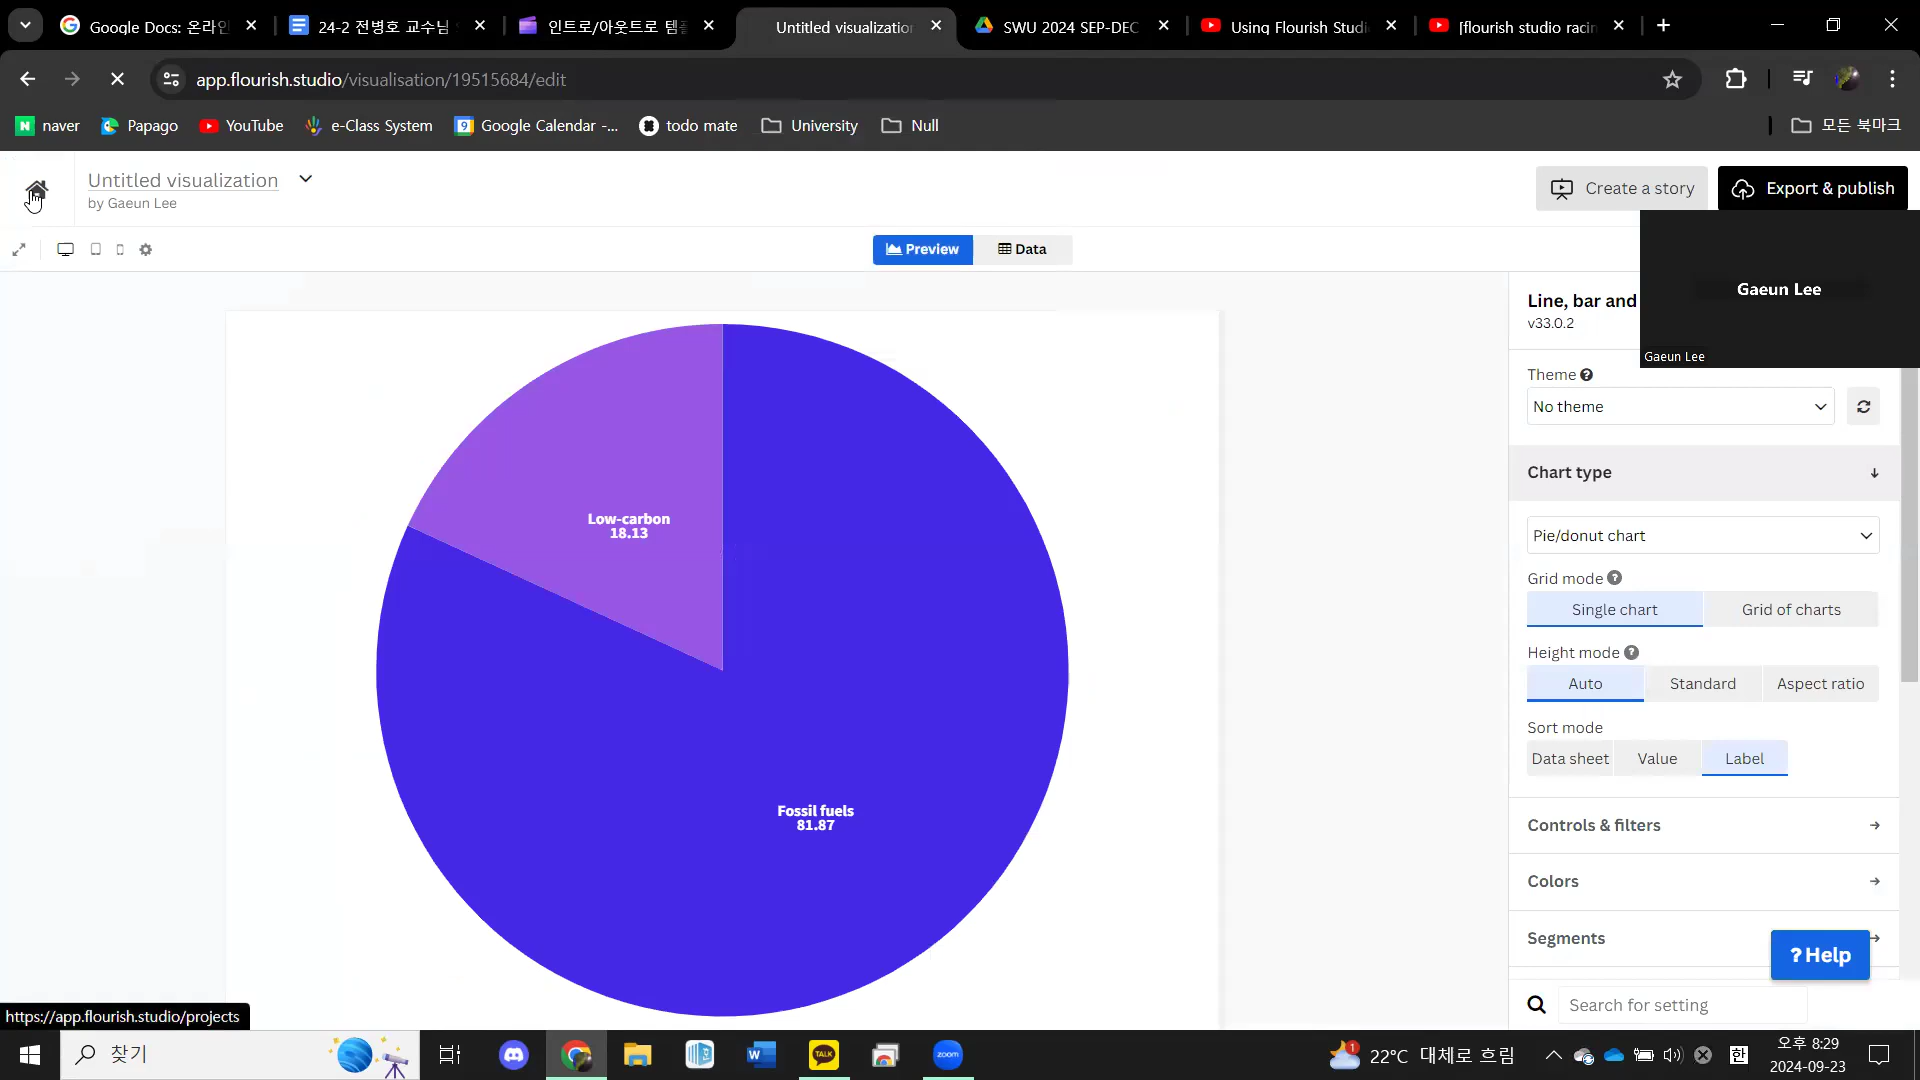 Google Docs: 온라인
24-2 전병호 교수님
인트로/아웃트로 템플
Untitled visualization
SWU 2024 SEP-DEC
Using Flourish Studi
[flourish studio racin
app.flourish.studio/visualisation/19515684/edit
naver
Papago
YouTube
e-Class System
Google Calendar -...
todo mate
University
Null
모든 북마크
Untitled visualization
by Gaeun Lee
Create a story
Export & publish
Preview
Data
Gaeun Lee
Gaeun Lee
Line, bar and
v33.0.2
Theme
No theme
Chart type
Pie/donut chart
Grid mode
Single chart
Grid of charts
Height mode
Auto
Standard
Aspect ratio
Sort mode
Data sheet
Value
Label
Controls & filters
Colors
Segments
? Help
Search for setting
Low-carbon
18.13
Fossil fuels
81.87
https://app.flourish.studio/projects
찾기
TALK
zoom
1
22°C 대체로 흐림
한
오후 8:29
2024-09-23